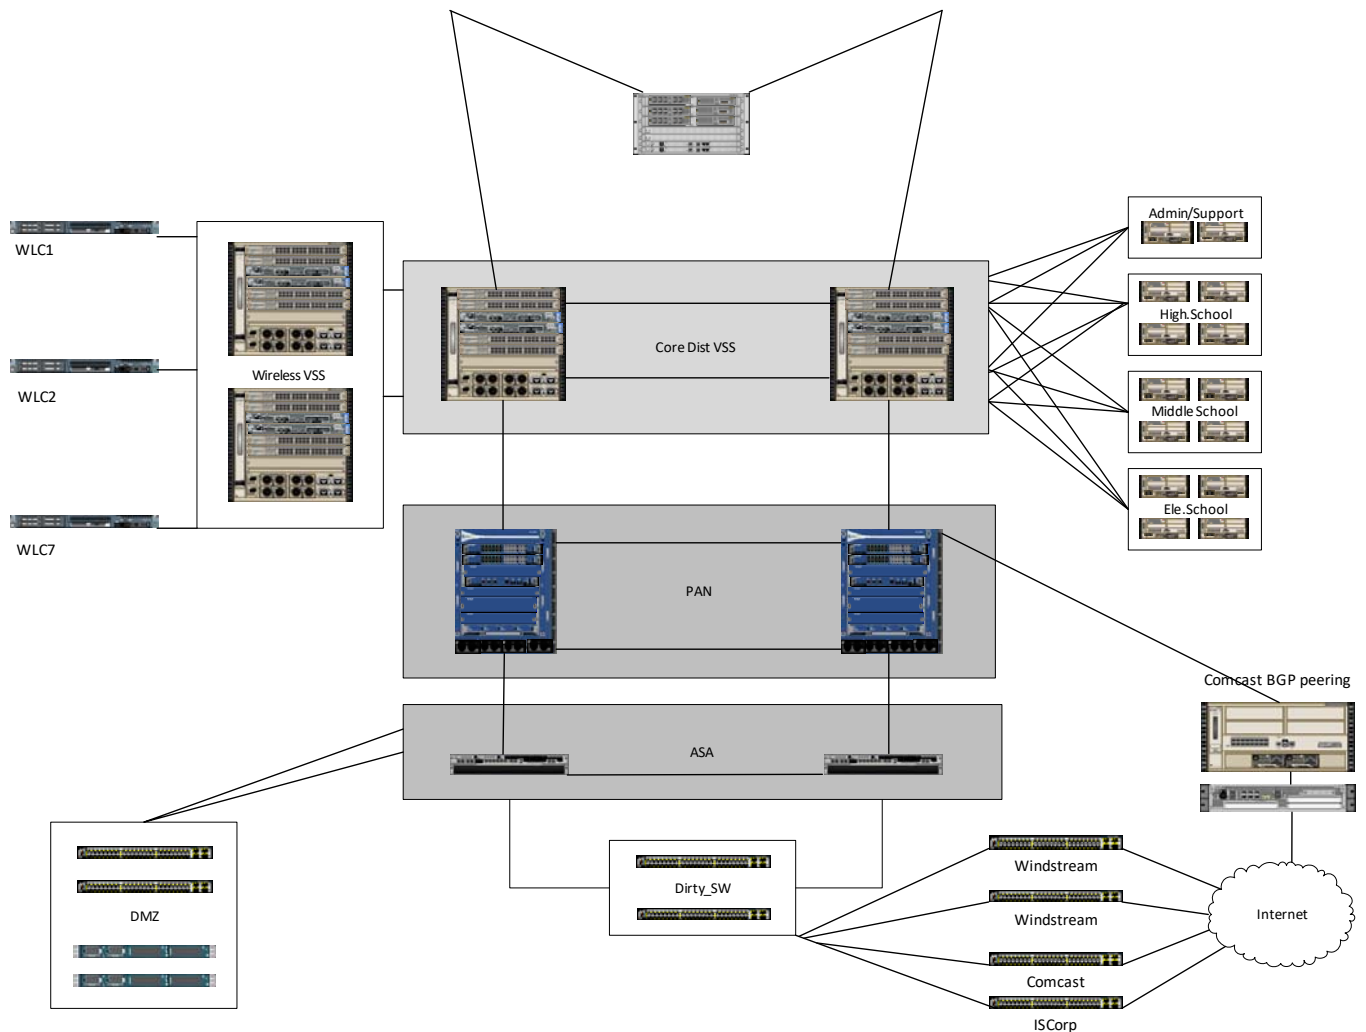 Admin/Support
WLC1
High.School
Core Dist VSS
WLC2
Wireless VSS
Middle School
Ele.School
WLC7
PAN
Comcast BGP peering
ASA
Windstream
Dirty_SW
DMZ
Windstream
Internet
Comcast
ISCorp